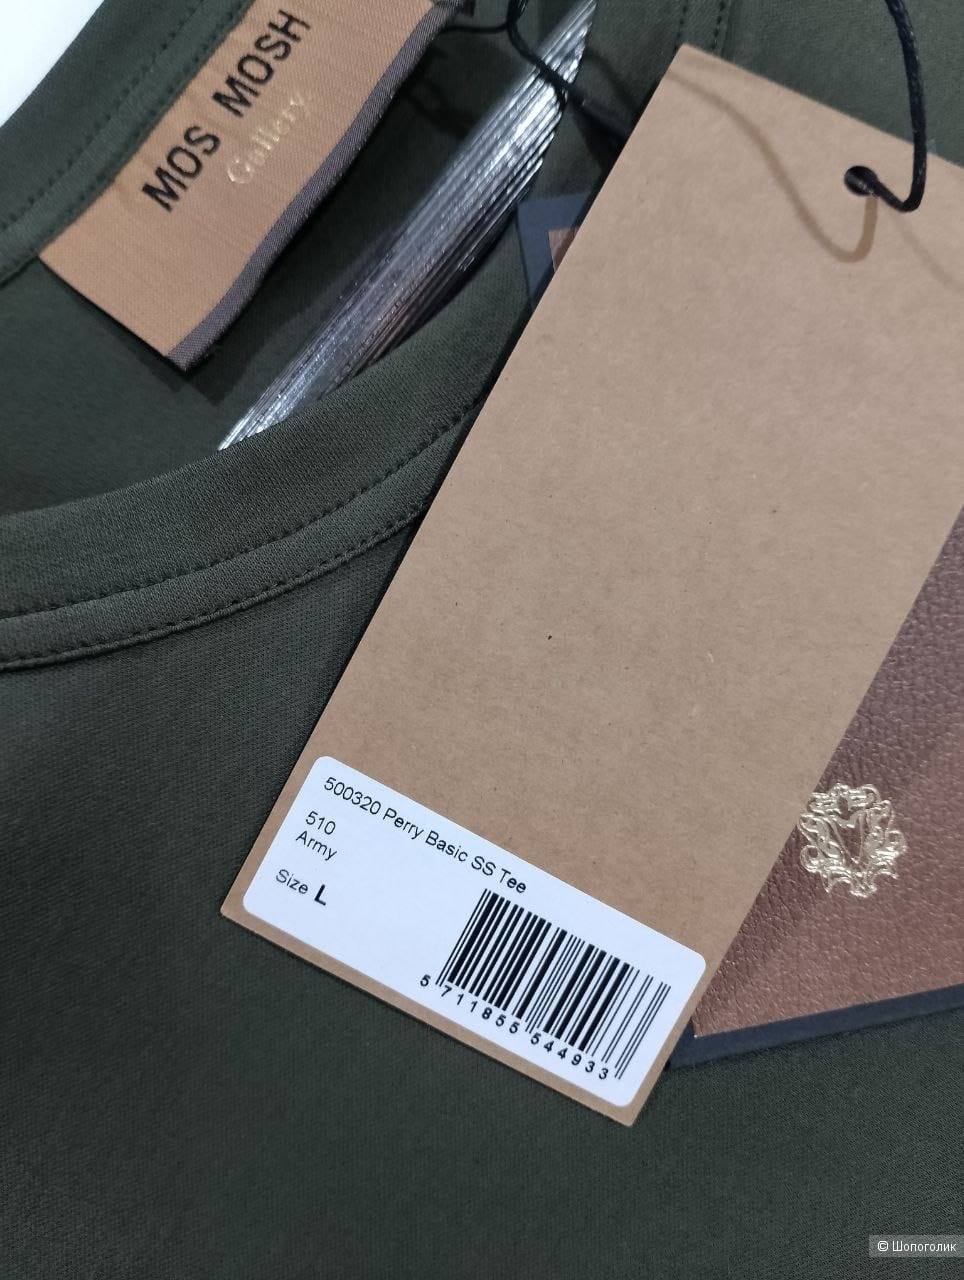 MOS MOSH
Gallery
500320 Perry Basic SS Tee
510
Army
Size L
5 711855 544933
© Шопоголик